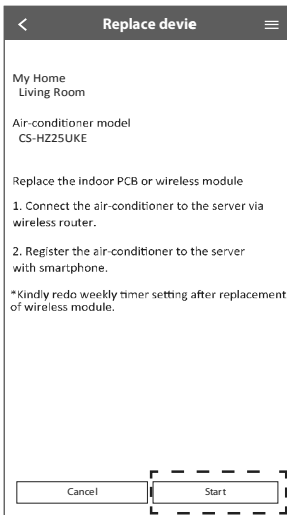 Replace devie
My Home
Living Room
Air-conditioner model
CS-HZ25UKE
Replace the indoor PCB or wireless module
1. Connect the air-conditioner to the server via
wireless router.
2. Register the air-conditioner to the server
with smartphone.
*Kindly redo weekly timer setting after replacement
of wireless module.
Cancel
Start